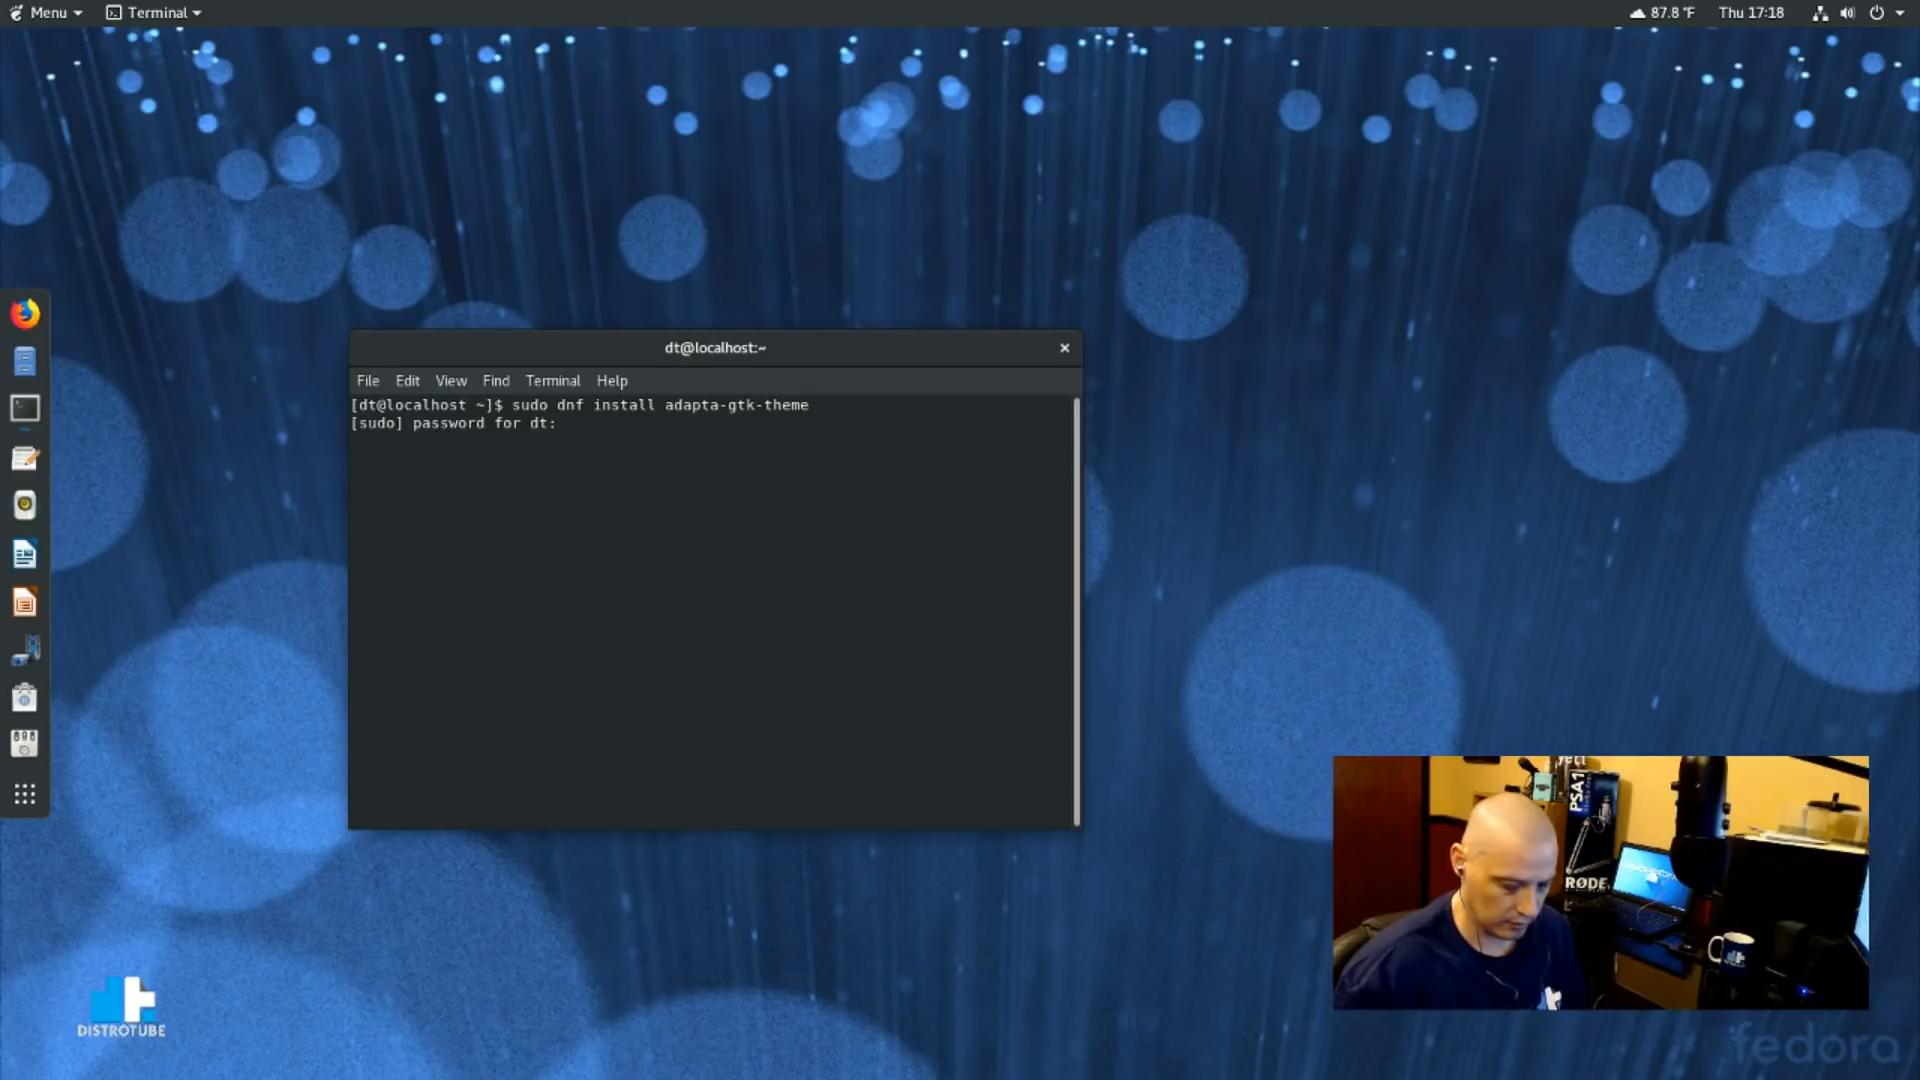 Menu
Terminal
87.8 °F
Thu 17:18
dt@localhost:~
File Edit View Find Terminal Help
[dt@localhost ~]$ sudo dnf install adapta-gtk-theme
[sudo] password for dt:
PSA1
RØDE
DISTROTUBE
fedora